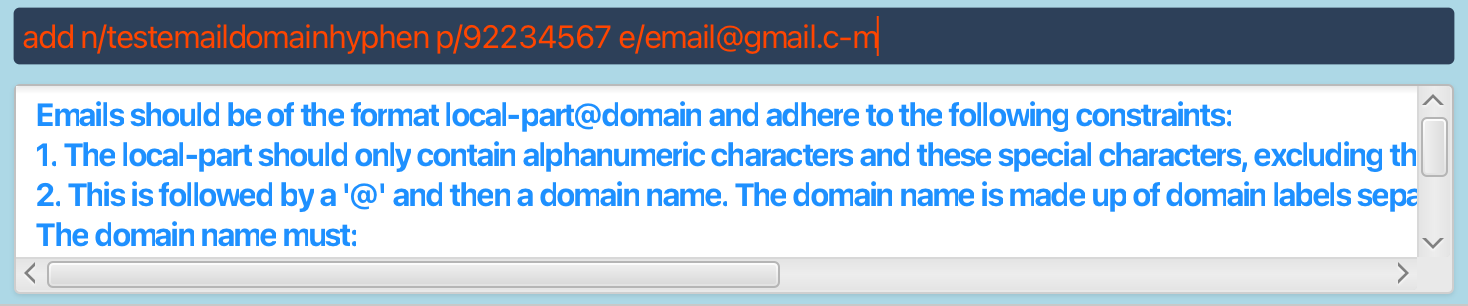 add n/testemaildomainhyphen p/92234567 e/email@gmail.c-m
Emails should be of the format local-part@domain and adhere to the following constraints:
1. The local-part should only contain alphanumeric characters and these special characters, excluding th
2. This is followed by a '@' and then a domain name. The domain name is made up of domain labels sepa
The domain name must: